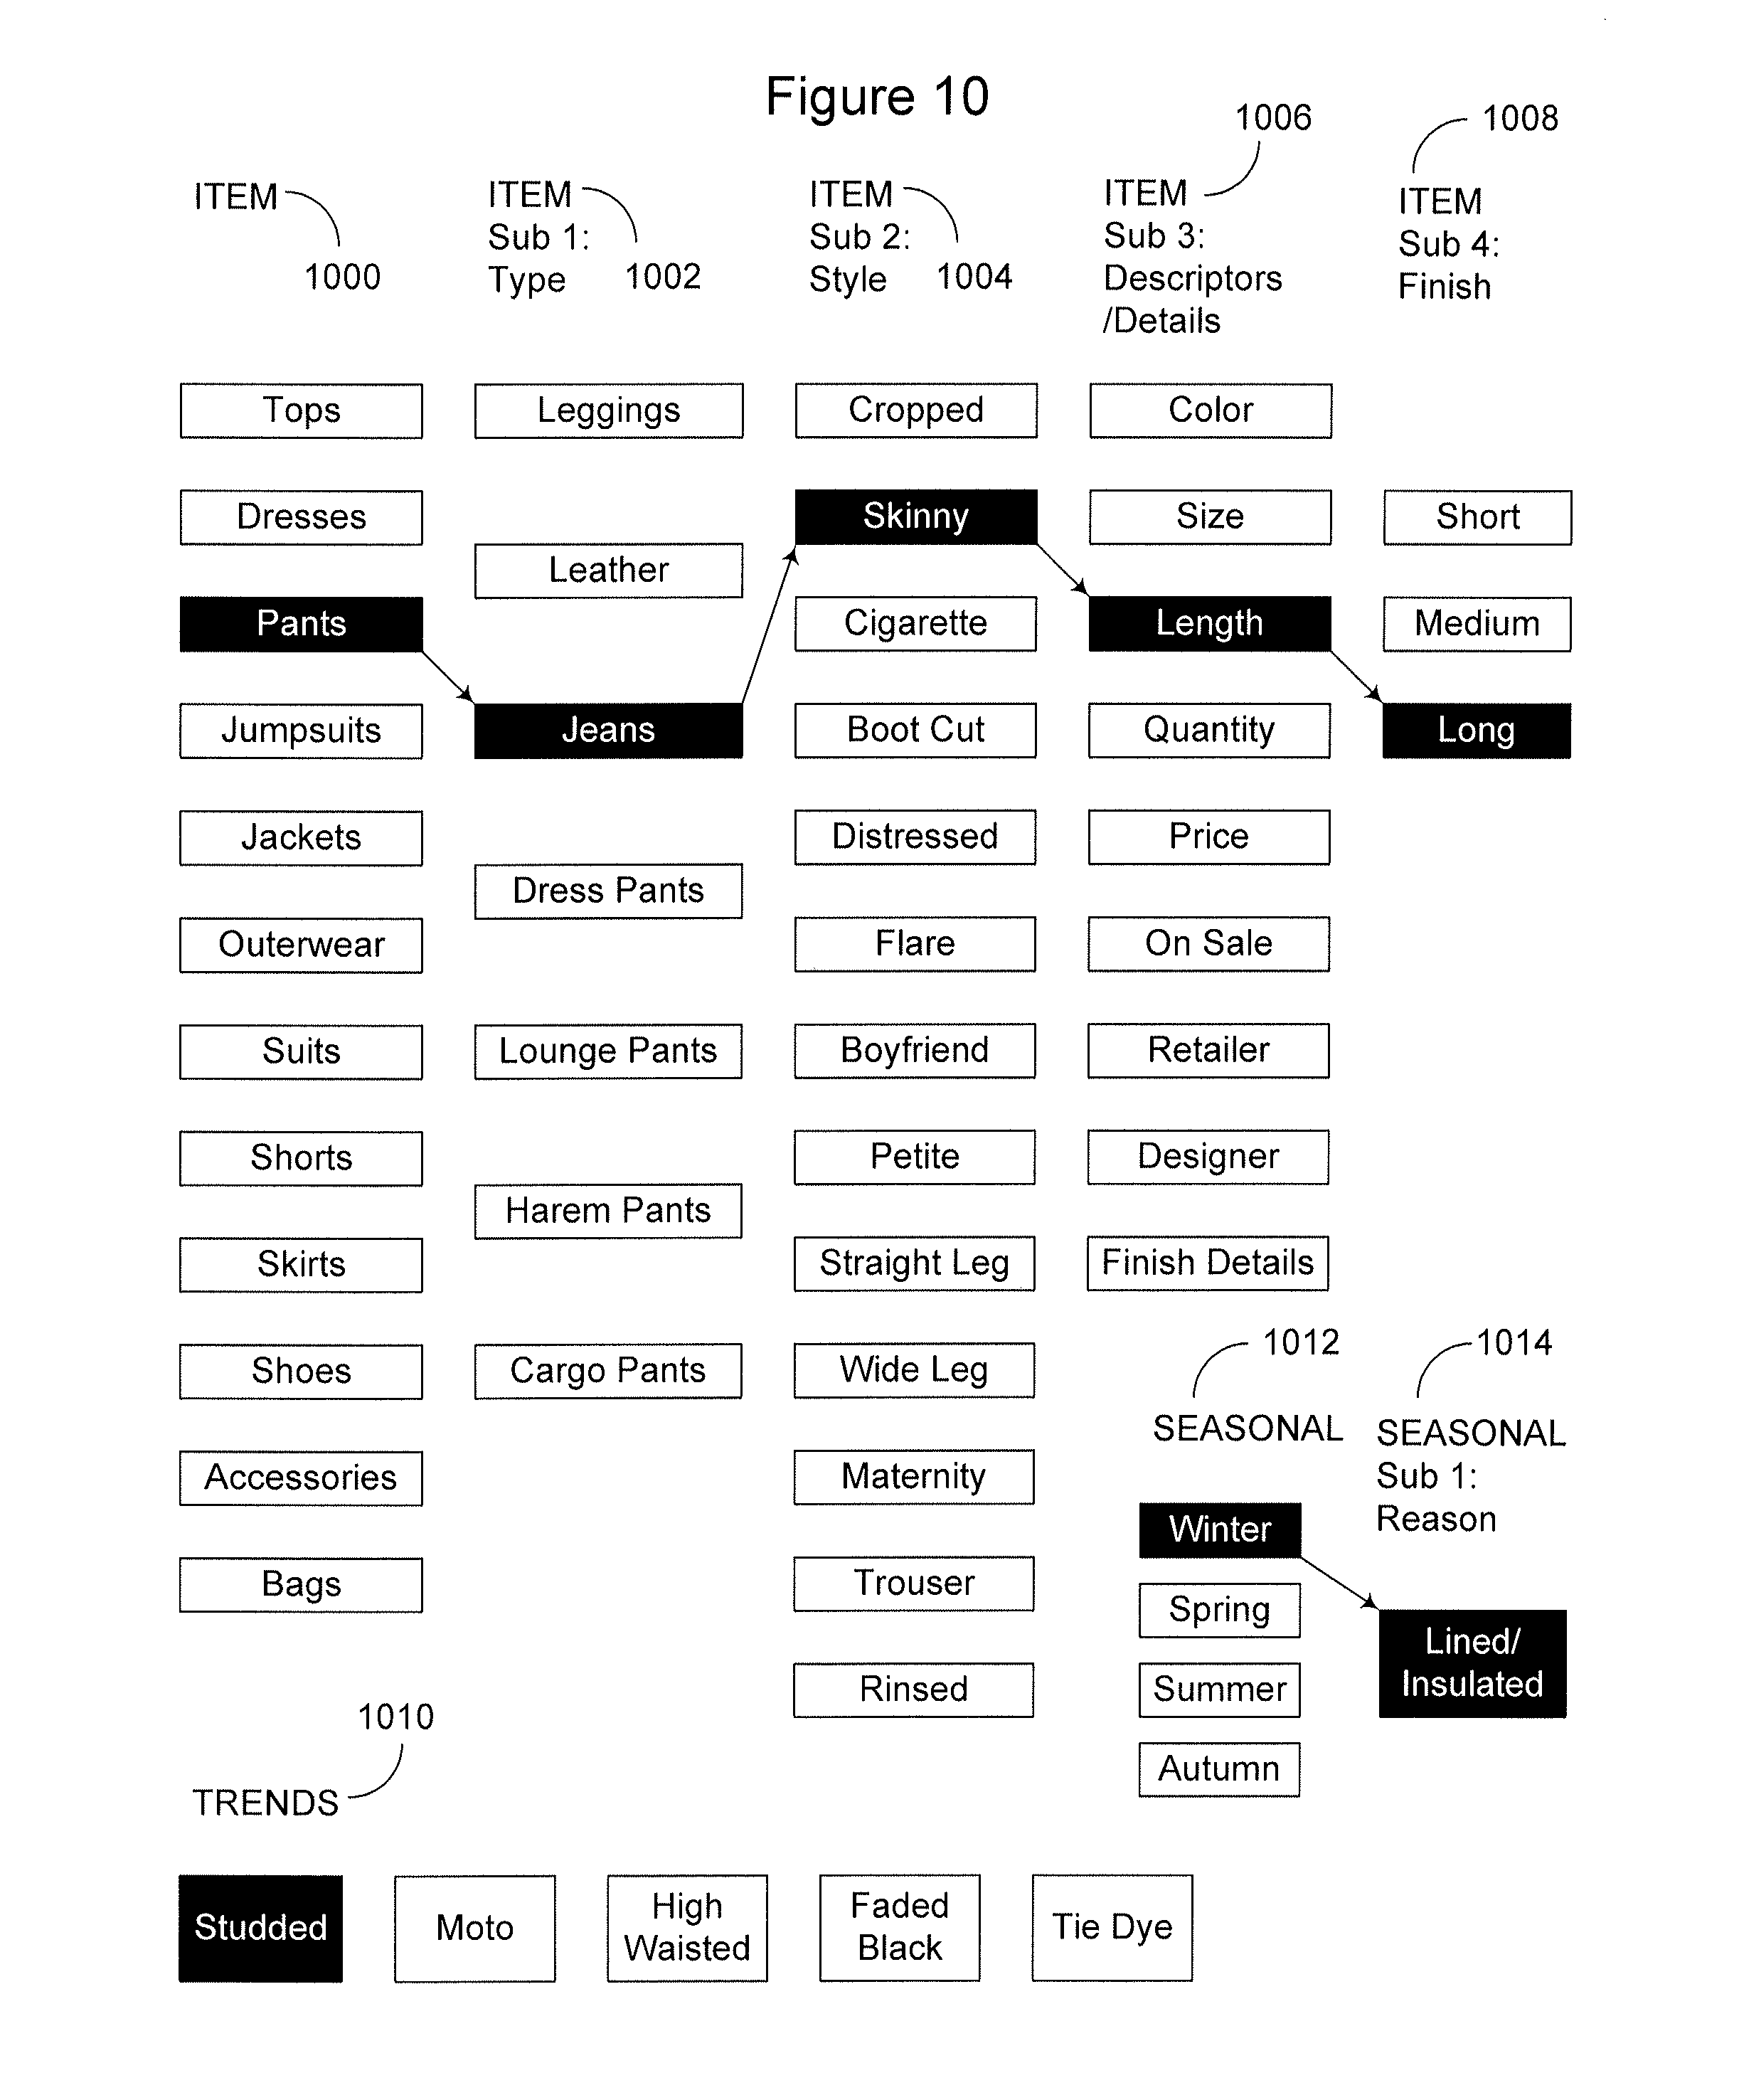 Figure 10
1006
1008
ITEM
1000
ITEM
Sub 1:
Type
1002
ITEM
Sub 2:
Style
1004
ITEM
Sub 3:
Descriptors
/Details
ITEM
Sub 4:
Finish
Tops
Dresses
Pants
Jumpsuits
Jackets
Outerwear
Suits
Shorts
Skirts
Shoes
Accessories
Bags
Leggings
Leather
Jeans
Dress Pants
Lounge Pants
Harem Pants
Cargo Pants
Cropped
Skinny
Cigarette
Boot Cut
Distressed
Flare
Boyfriend
Petite
Straight Leg
Wide Leg
Maternity
Trouser
Rinsed
Color
Size
Length
Quantity
Price
On Sale
Retailer
Designer
Finish Details
Short
Medium
Long
1012
SEASONAL
Winter
Spring
Summer
Autumn
1014
SEASONAL
Sub 1:
Reason
Lined/
Insulated
1010
TRENDS
Studded
Moto
High
Waisted
Faded
Black
Tie Dye